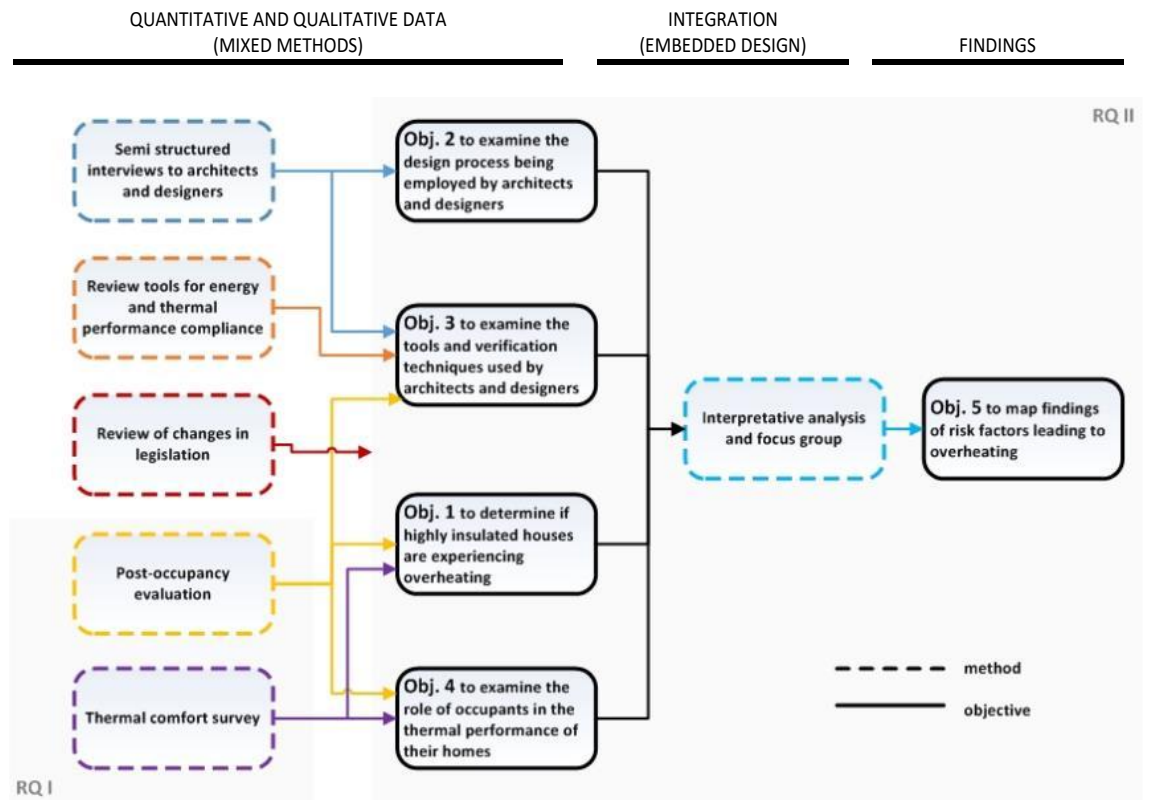 QUANTITATIVE AND QUALITATIVE DATA
(MIXED METHODS)
INTEGRATION
(EMBEDDED DESIGN)
FINDINGS
RQ II
Semi structured
interviews to architects
and designers
Obj. 2 to examine the
design process being
employed by architects
and designers
Review tools for energy
and thermal
performance compliance
Obj. 3 to examine the
tools and verification
techniques used by
architects and designers
Review of changes in
legislation
Interpretative analysis
and focus group
Obj. 5 to map findings
of risk factors leading to
overheating
Post-occupancy
evaluation
Obj. 1 to determine if
highly insulated houses
are experiencing
overheating
Thermal comfort survey
Obj. 4 to examine the
role of occupants in the
thermal performance of
their homes
method
objective
RQ I